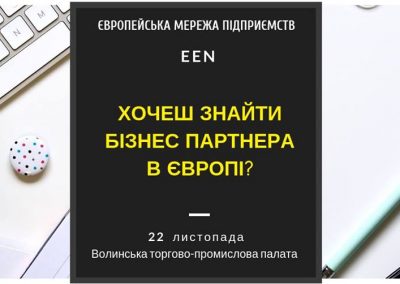 ЄВРОПЕЙСЬКА МЕРЕЖА ПІДПРИЄМСТВ
EEN
ХОЧЕШ ЗНАЙТИ
БІЗНЕС ПАРТНЕРА
В ЄВРОПІ?
22 листопада
Волинська торгово-промислова палата